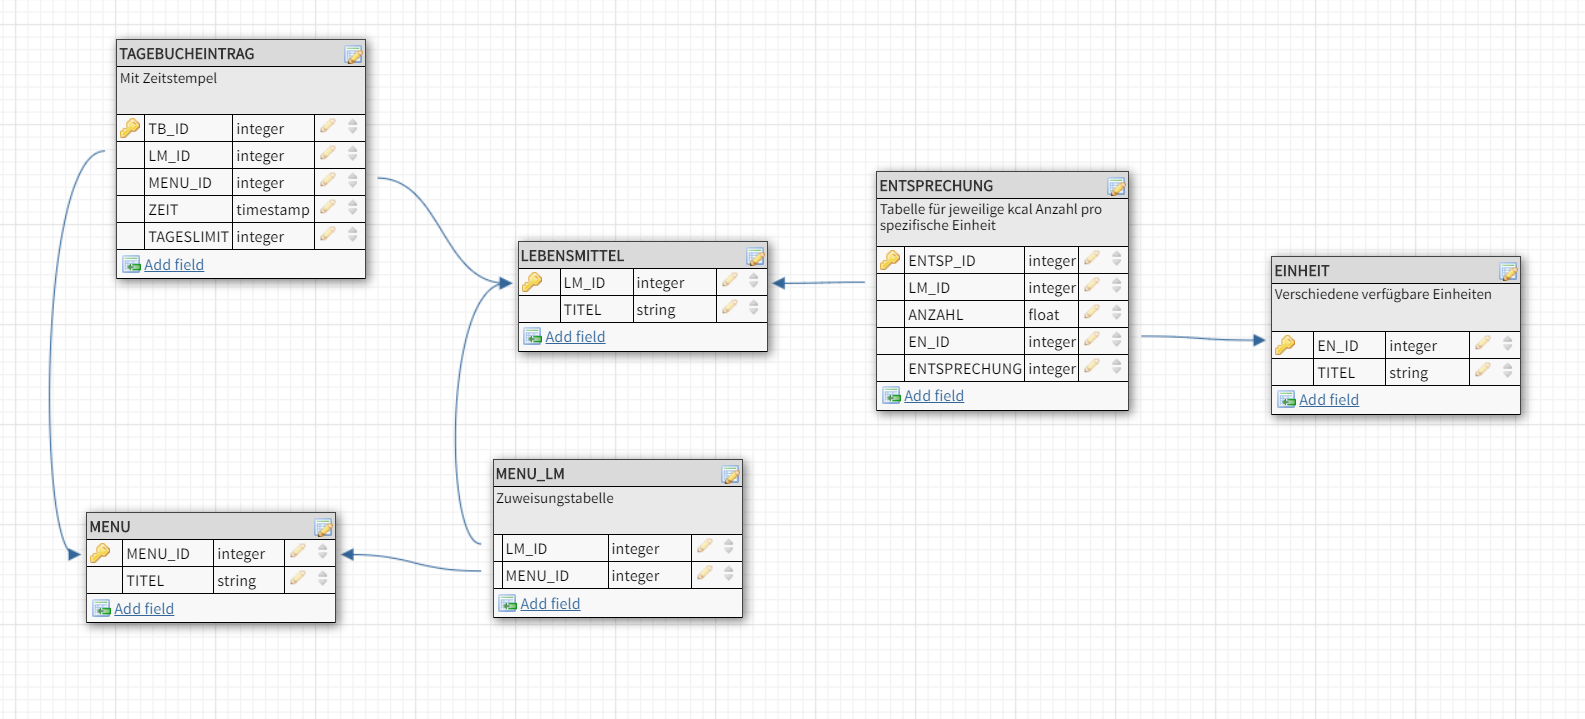 TAGEBUCHEINTRAG
Mit Zeitstempel
TB_ID integer
LM_ID integer
MENU_ID integer
ZEIT timestamp
TAGESLIMIT integer
Add field
LEBENSMITTEL
LM_ID integer
TITEL string
Add field
ENTSPRECHUNG
Tabelle für jeweilige kcal Anzahl pro
spezifische Einheit
ENTSP_ID integer
LM_ID integer
ANZAHL float
EN_ID integer
ENTSPRECHUNG integer
Add field
EINHEIT
Verschiedene verfügbare Einheiten
EN_ID integer
TITEL string
Add field
MENU
MENU_ID integer
TITEL string
Add field
MENU_LM
Zuweisungstabelle
LM_ID integer
MENU_ID integer
Add field